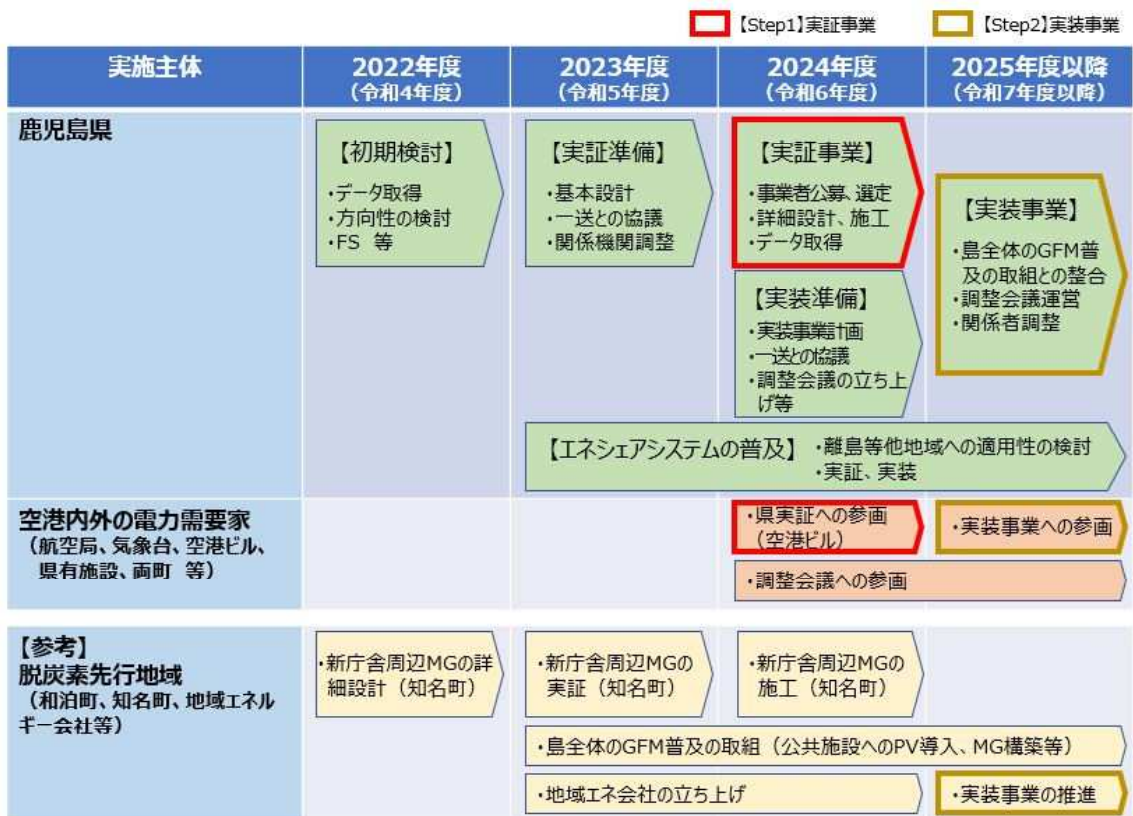 【Step1】実証事業
【Step2】実装事業
実施主体
2022年度
(令和4年度)
2023年度
(令和5年度)
2024年度
(令和6年度)
2025年度以降
(令和7年度以降)
鹿児島県
【初期検討】
・データ取得
・方向性の検討
・FS 等
【実証準備】
・基本設計
・一送との協議
・関係機関調整
【実証事業】
・事業者公募、選定
・詳細設計、施工
・データ取得
【実装準備】
・実装事業計画
・一送との協議
・調整会議の立ち上
げ等
【実装事業】
・島全体のGFM普
及の取組との整合
・調整会議運営
・関係者調整
【エネシェアシステムの普及】 ・離島等他地域への適用性の検討
・実証、実装
空港内外の電力需要家
(航空局、気象台、空港ビル、
県有施設、両町 等)
・県実証への参画
(空港ビル)
・実装事業への参画
・調整会議への参画
【参考】
脱炭素先行地域
(和泊町、知名町、地域エネル
ギー会社等)
・新庁舎周辺MGの詳
細設計(知名町)
・新庁舎周辺MGの
実証(知名町)
・新庁舎周辺MGの
施工(知名町)
・島全体のGFM普及の取組(公共施設へのPV導入、MG構築等)
・地域エネ会社の立ち上げ
・実装事業の推進